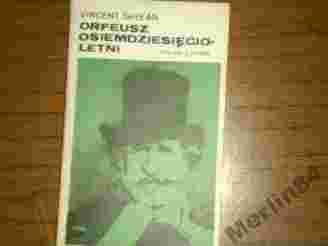 VINCENT SHEEAN
ORFEUSZ
OSIEMDZIESIĘCIO-
LETNI
Merlin84